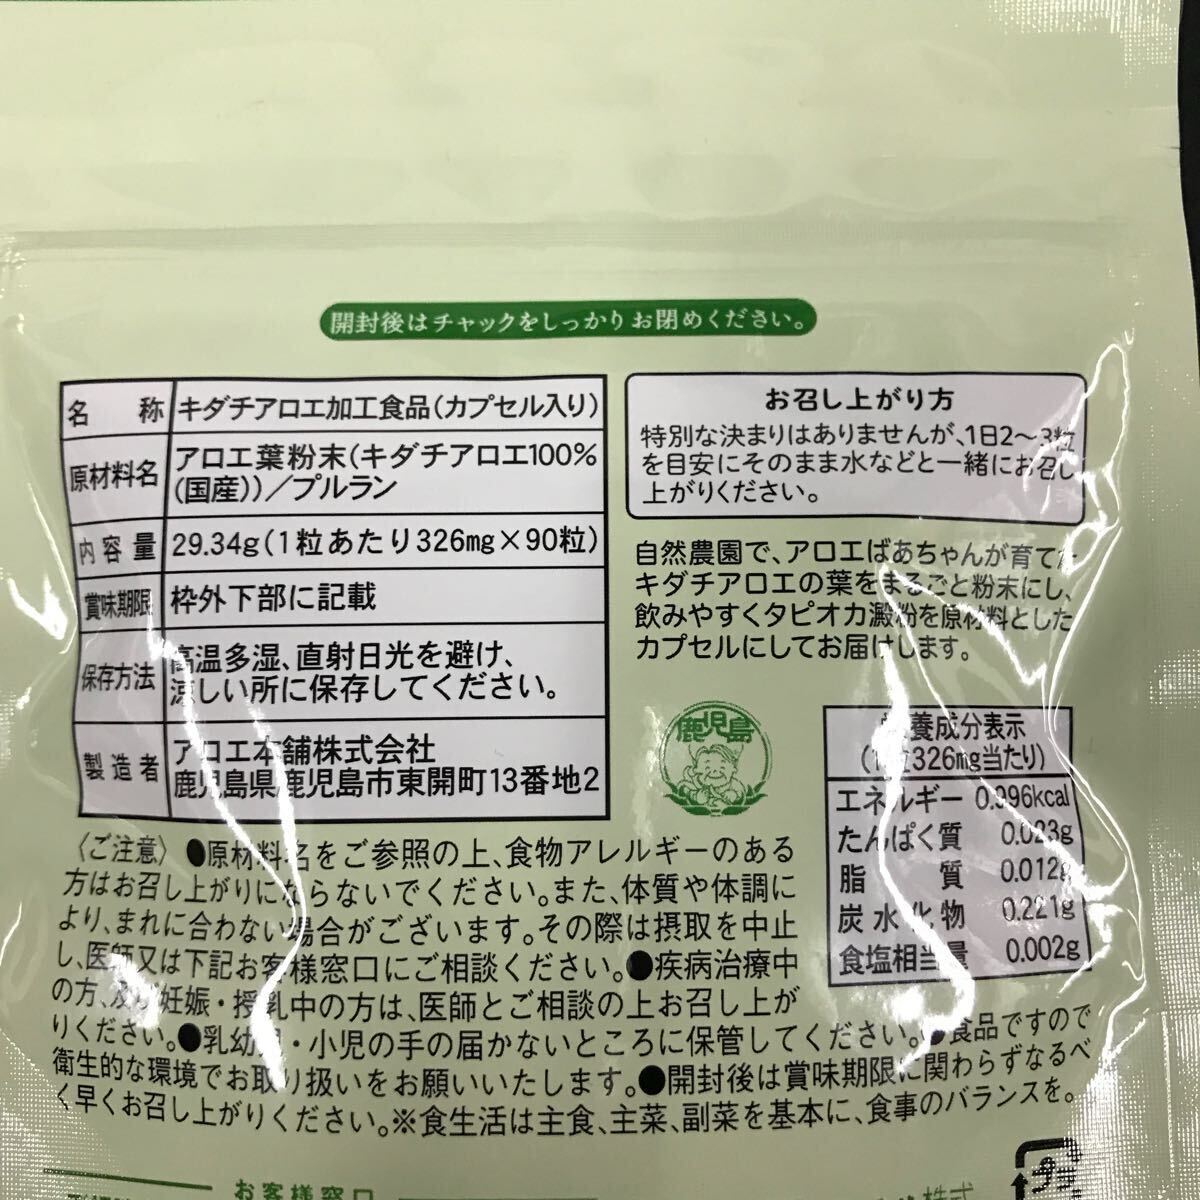 開封後はチャックをしっかりお閉めください。
名称 キダチアロエ加工食品(カプセル入り)
原材料名 アロエ葉粉末(キダチアロエ100%
(国産))/プルラン
内容量 29.34g(1粒あたり326mg×90粒)
賞味期限 枠外下部に記載
保存方法 高温多湿、直射日光を避け、
涼しい所に保存してください。
製造者 アロエ本舗株式会社
鹿児島県鹿児島市東開町13番地2
お召し上がり方
特別な決まりはありませんが、1日2〜3粒
を目安にそのまま水などと一緒にお召し
上がりください。
自然農園で、アロエばあちゃんが育てた
キダチアロエの葉をまるごと粉末にし、
飲みやすくタピオカ澱粉を原材料とした
カプセルにしてお届けします。
鹿児島
栄養成分表示
(1粒326mg当たり)
エネルギー 0.996kcal
たんぱく質 0.023g
脂質 0.012g
炭水化物 0.221g
食塩相当量 0.002g
〈ご注意〉●原材料名をご参照の上、食物アレルギーのある
方はお召し上がりにならないでください。また、体質や体調に
より、まれに合わない場合がございます。その際は摂取を中止
し、医師又は下記お客様窓口にご相談ください。●疾病治療中
の方、及び妊娠・授乳中の方は、医師とご相談の上お召し上が
りください。●乳幼児・小児の手の届かないところに保管してください。●食品ですので
衛生的な環境でお取り扱いをお願いいたします。●開封後は賞味期限に関わらずなるべ
く早くお召し上がりください。※食生活は主食、主菜、副菜を基本に、食事のバランスを。
お客様窓口
株式